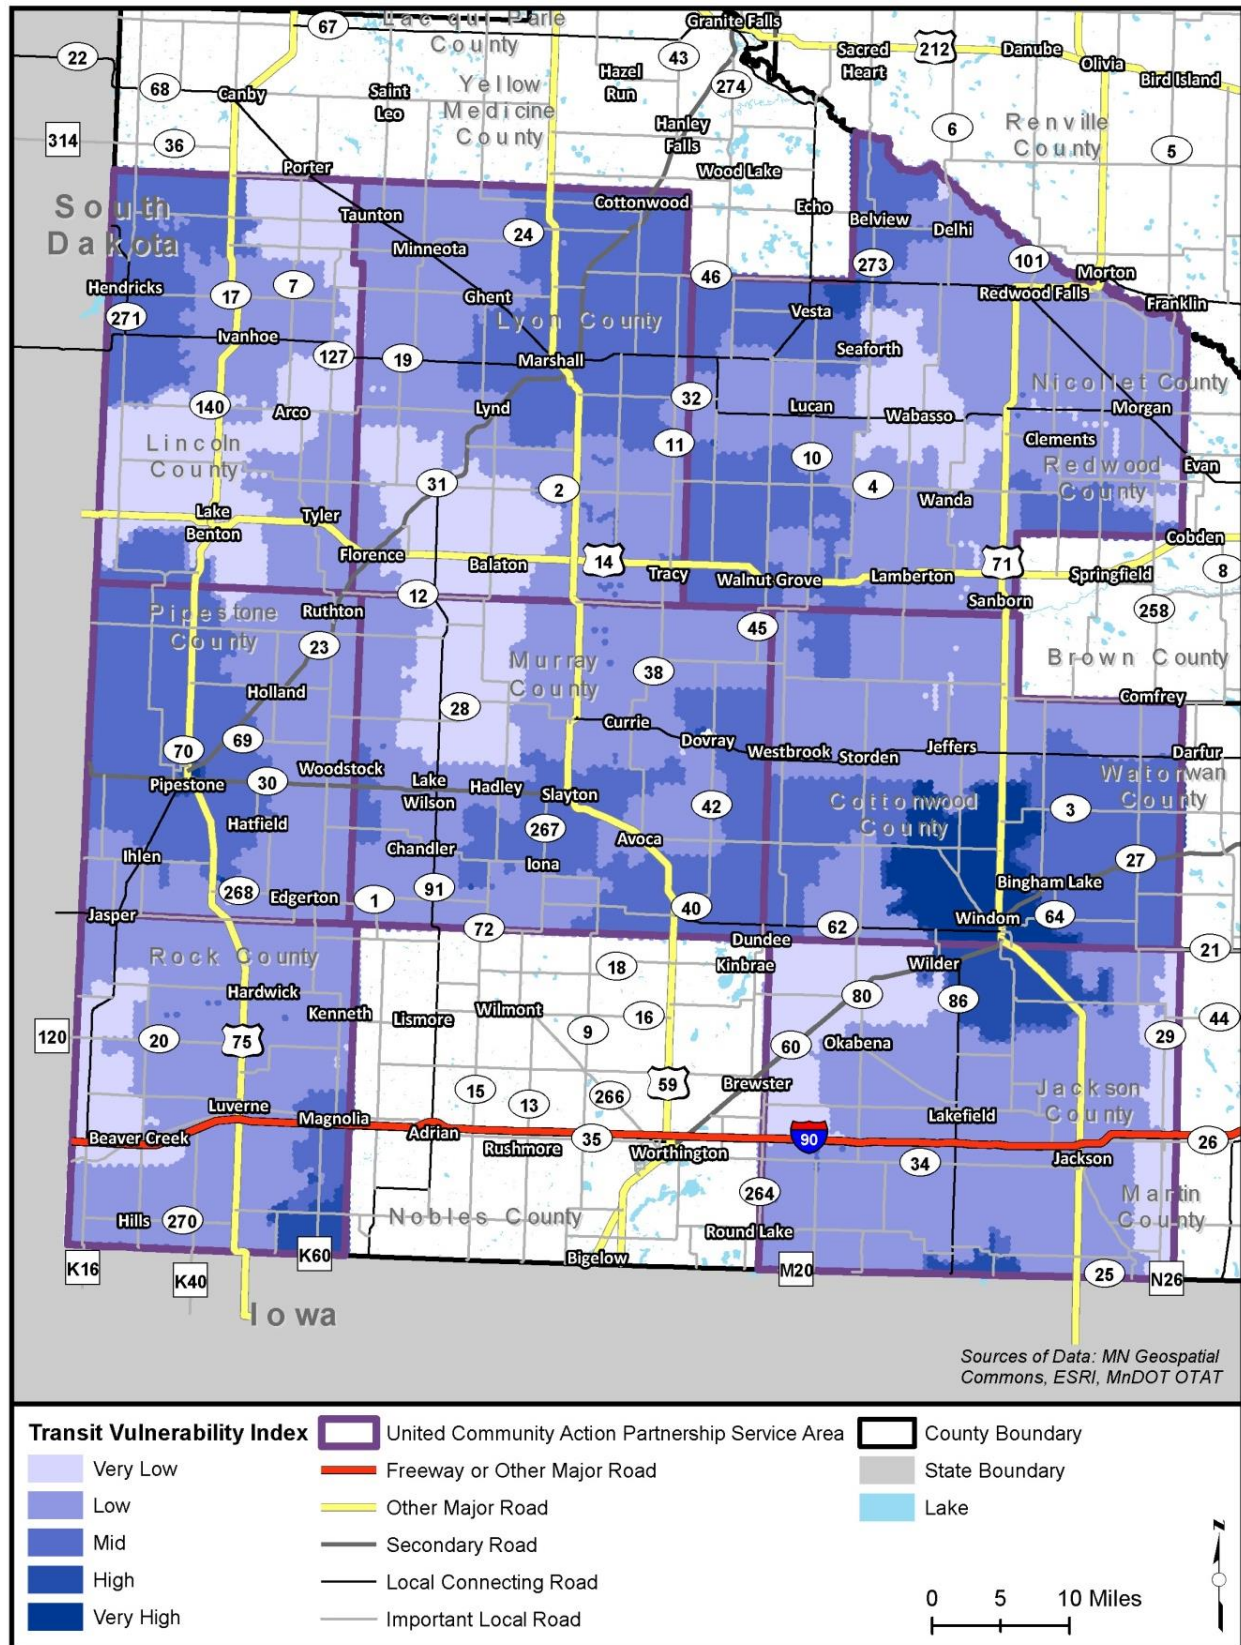 Lac qui Parle
County
67
22
Granite Falls
43
Sacred
Heart
212
Danube
Olivia
Bird Island
68
Canby
Saint
Leo
Yellow
Medicine
County
Hazel
Run
274
314
36
Hanley
Falls
6
Renville
County
5
Porter
Wood Lake
South
Dakota
Taunton
Cottonwood
Echo
Belview
Delhi
24
Minneota
Hendricks
7
17
Ghent
46
273
101
Morton
Redwood Falls
Franklin
271
Lyon County
Vesta
Ivanhoe
127
19
Marshall
Seaforth
Nicollet County
140
Arco
Lynd
32
Lucan
Wabasso
Morgan
Lincoln
County
11
10
Clements
Redwood
County
Evan
31
2
4
Wanda
Lake
Benton
Tyler
Florence
Balaton
14
Tracy
Walnut Grove
Lamberton
71
Springfield
Cobden
8
12
Sanborn
258
Pipestone
County
Ruthton
23
45
Murray
County
38
Brown County
Holland
28
Comfrey
70
69
Currie
Dovray
Westbrook
Storden
Jeffers
Darfur
Pipestone
30
Woodstock
Lake
Wilson
Hadley
Slayton
42
Cottonwood
County
Watonwan
County
3
Hatfield
267
Avoca
Ihlen
Chandler
Iona
27
268
Edgerton
1
91
Bingham Lake
Jasper
40
Windom
64
72
Dundee
62
21
Rock County
18
Kinbrae
Wilder
Hardwick
Kenneth
Lismore
Wilmont
16
80
86
44
120
20
75
9
60
Okabena
29
59
Brewster
15
13
266
Jackson
County
Luverne
Magnolia
Lakefield
Beaver Creek
Adrian
Rushmore
35
Worthington
90
26
34
Jackson
264
Martin
County
Hills
270
Nobles County
Round Lake
K16
K40
K60
Bigelow
M20
25
N26
Iowa
Sources of Data: MN Geospatial
Commons, ESRI, MnDOT OTAT
Transit Vulnerability Index
Very Low
Low
Mid
High
Very High
United Community Action Partnership Service Area
Freeway or Other Major Road
Other Major Road
Secondary Road
Local Connecting Road
Important Local Road
County Boundary
State Boundary
Lake
N
0 5 10 Miles